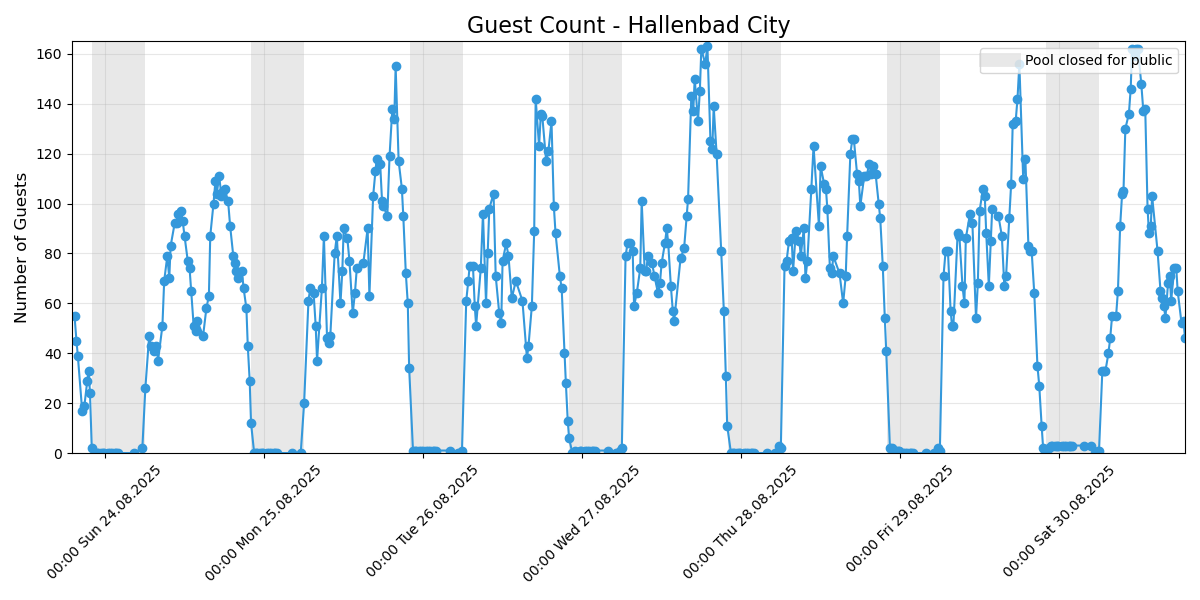 Guest Count - Hallenbad City
Pool closed for public
Number of Guests
160
140
120
100
80
60
40
20
0
00:00 Sun 24.08.2025
00:00 Mon 25.08.2025
00:00 Tue 26.08.2025
00:00 Wed 27.08.2025
00:00 Thu 28.08.2025
00:00 Fri 29.08.2025
00:00 Sat 30.08.2025